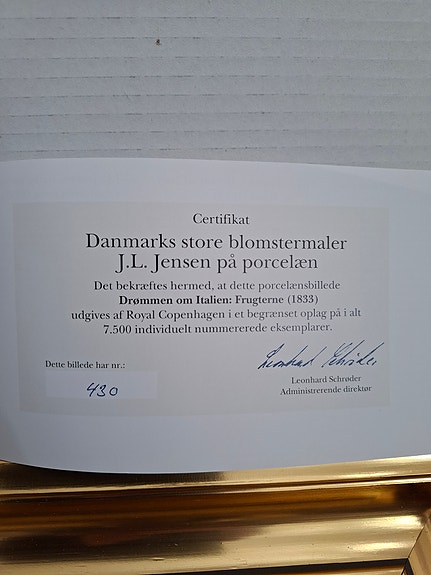 Certifikat
Danmarks store blomstermaler
J.L. Jensen på porcelæn
Det bekræftes hermed, at dette porcelænsbillede
Drømmen om Italien: Frugterne (1833)
udgives af Royal Copenhagen i et begrænset oplag på i alt
7.500 individuelt nummererede eksemplarer.
Dette billede har nr.:
430
Leonhard Schrøder
Leonhard Schrøder
Administrerende direktør